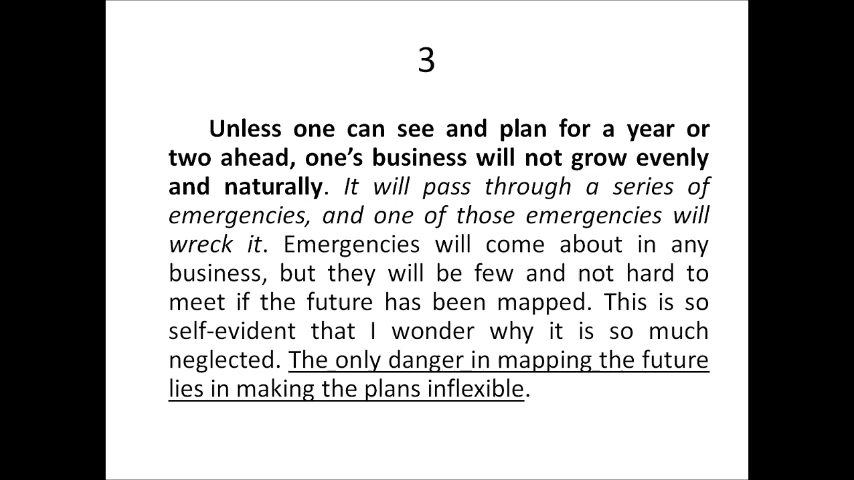 3
Unless one can see and plan for a year or
two ahead, one’s business will not grow evenly
and naturally. It will pass through a series of
emergencies, and one of those emergencies will
wreck it. Emergencies will come about in any
business, but they will be few and not hard to
meet if the future has been mapped. This is so
self-evident that I wonder why it is so much
neglected. The only danger in mapping the future
lies in making the plans inflexible.